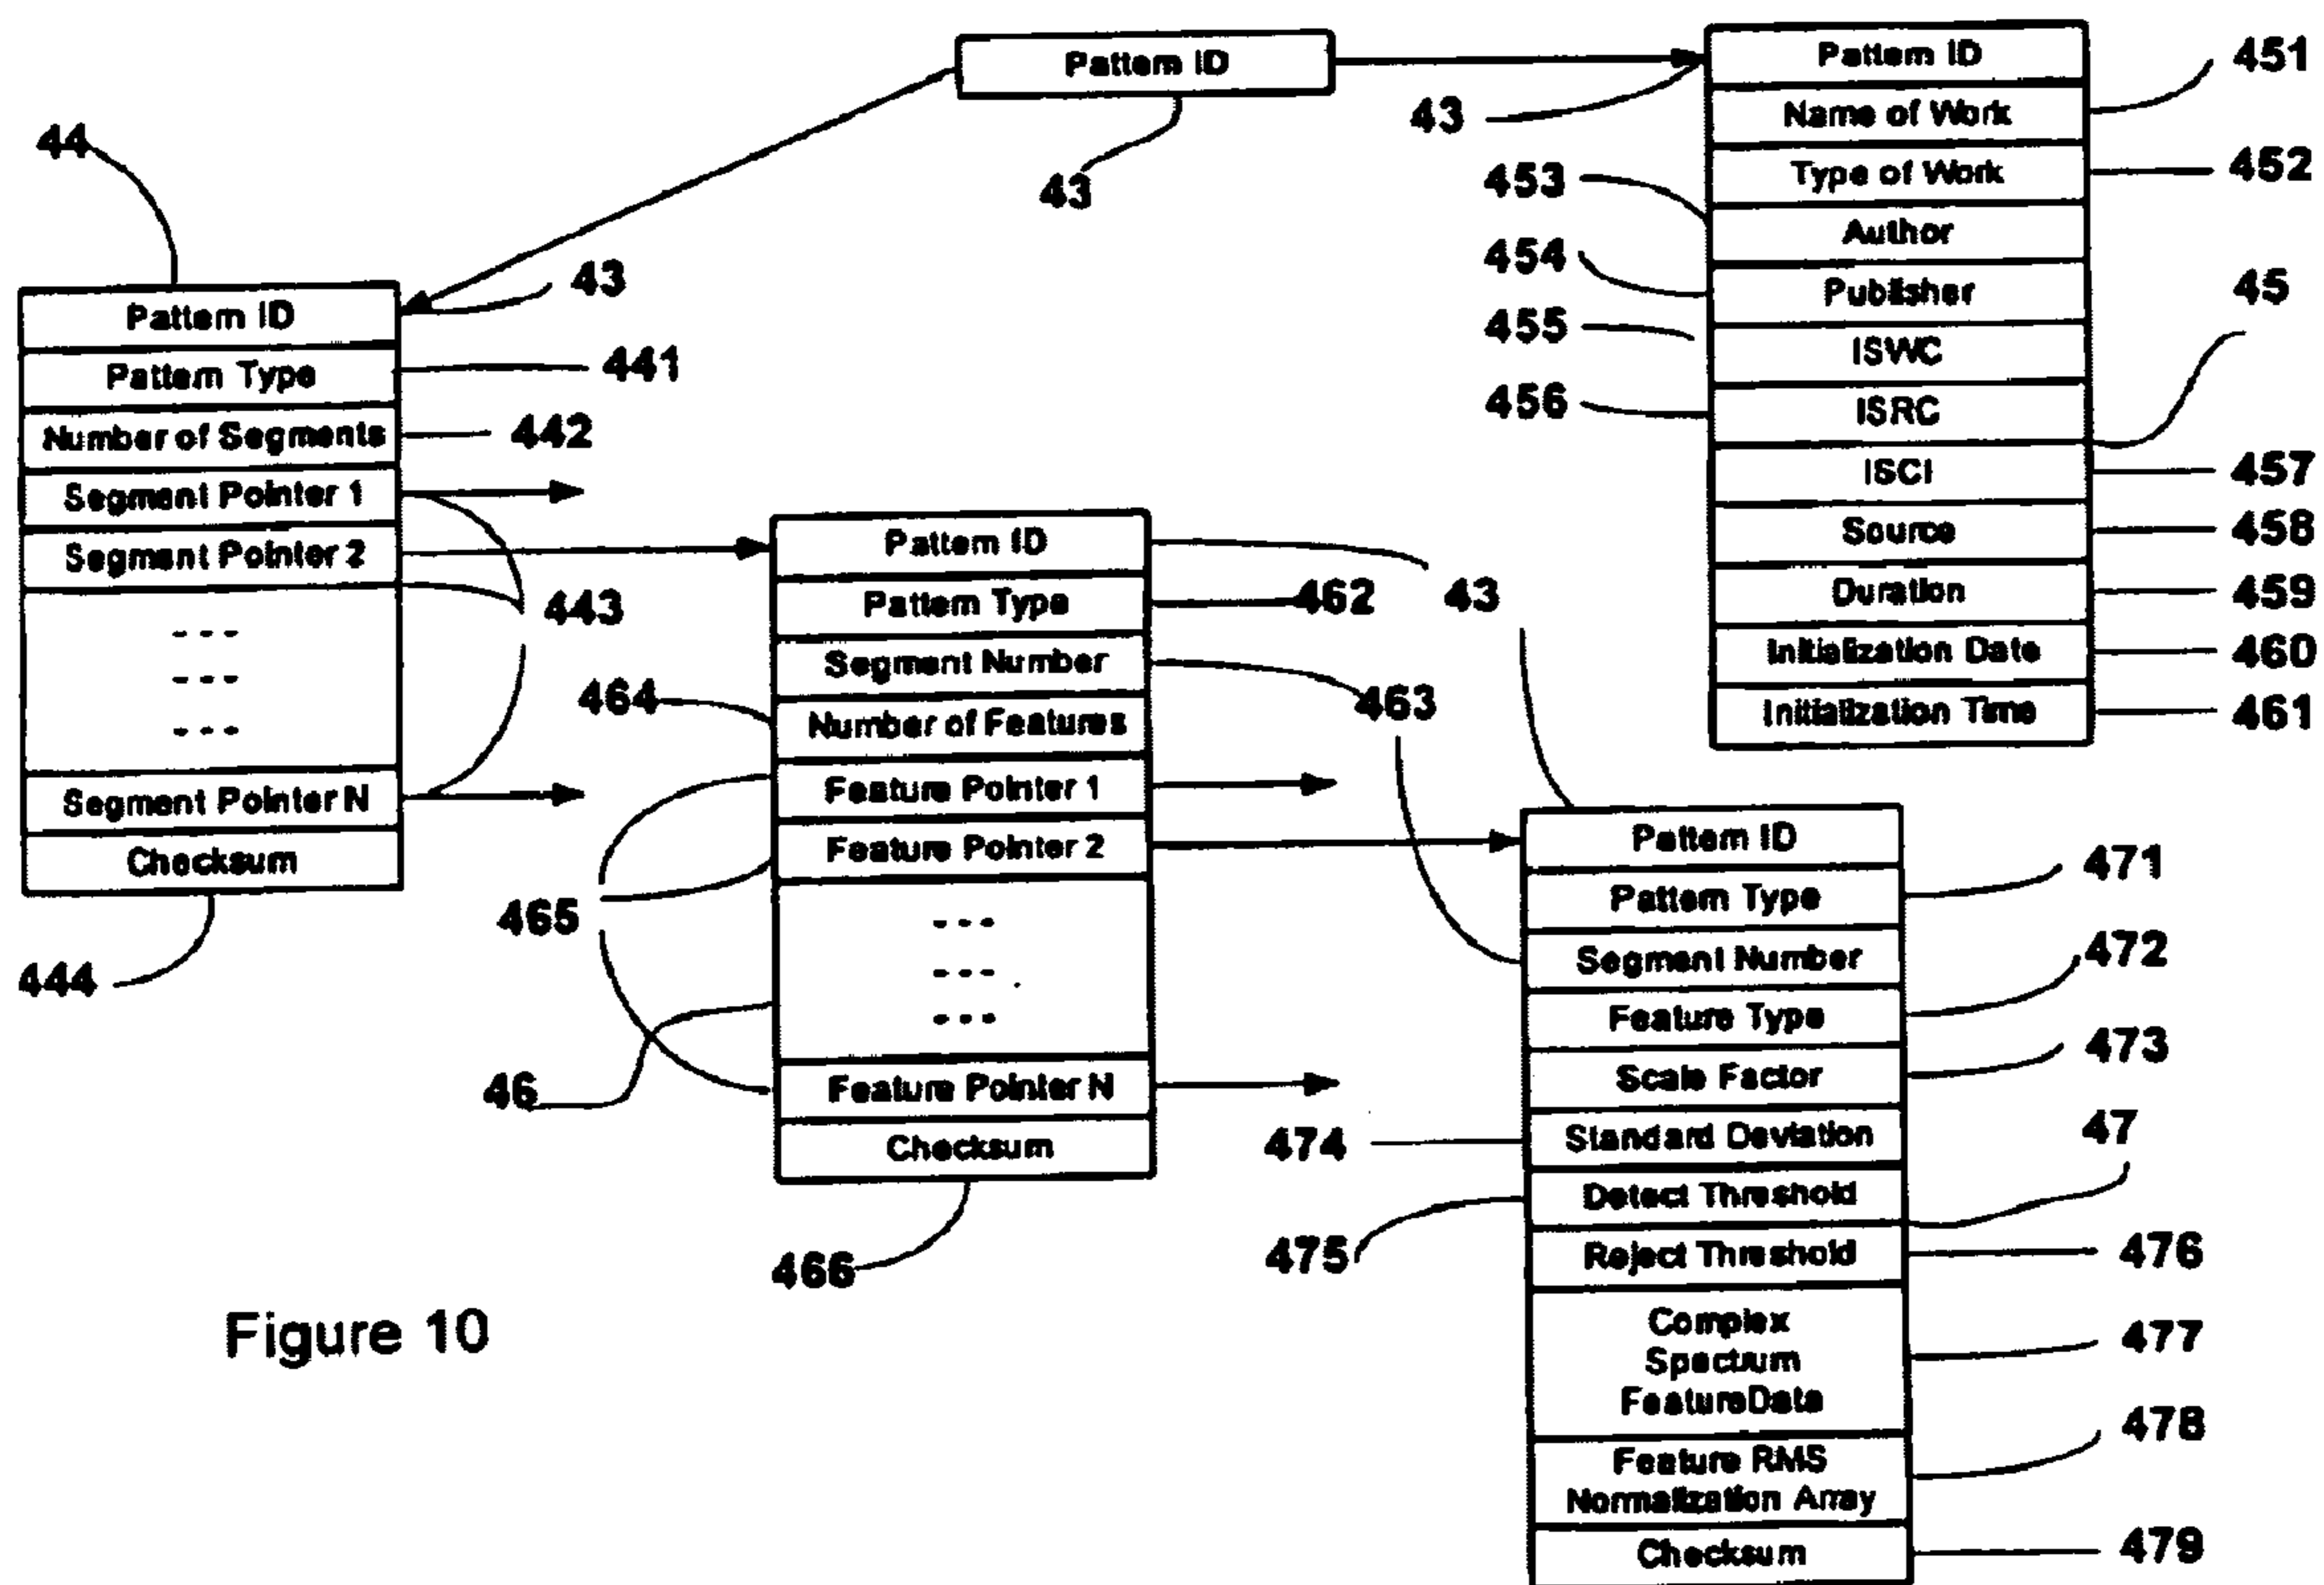 Pattern ID
43
44
Pattern ID
43
Pattern Type
441
Number of Segments
442
Segment Pointer 1
Segment Pointer 2
443
---
---
---
Segment Pointer N
Checksum
444
Pattern ID
43
Name of Work
451
Type of Work
452
453
Author
454
Publisher
455
ISWC
45
456
ISRC
ISCI
457
Source
458
Duration
459
Initialization Date
460
Initialization Time
461
Pattern ID
43
Pattern Type
462
Segment Number
463
464
Number of Features
Feature Pointer 1
Feature Pointer 2
465
---
---
---
46
Feature Pointer N
Checksum
466
Pattern ID
Pattern Type
471
Segment Number
Feature Type
472
Scale Factor
473
474
Standard Deviation
47
Detect Threshold
475
Reject Threshold
476
Complex
Spectrum
FeatureData
477
Feature RMS
Normalization Array
478
Checksum
479
Figure 10